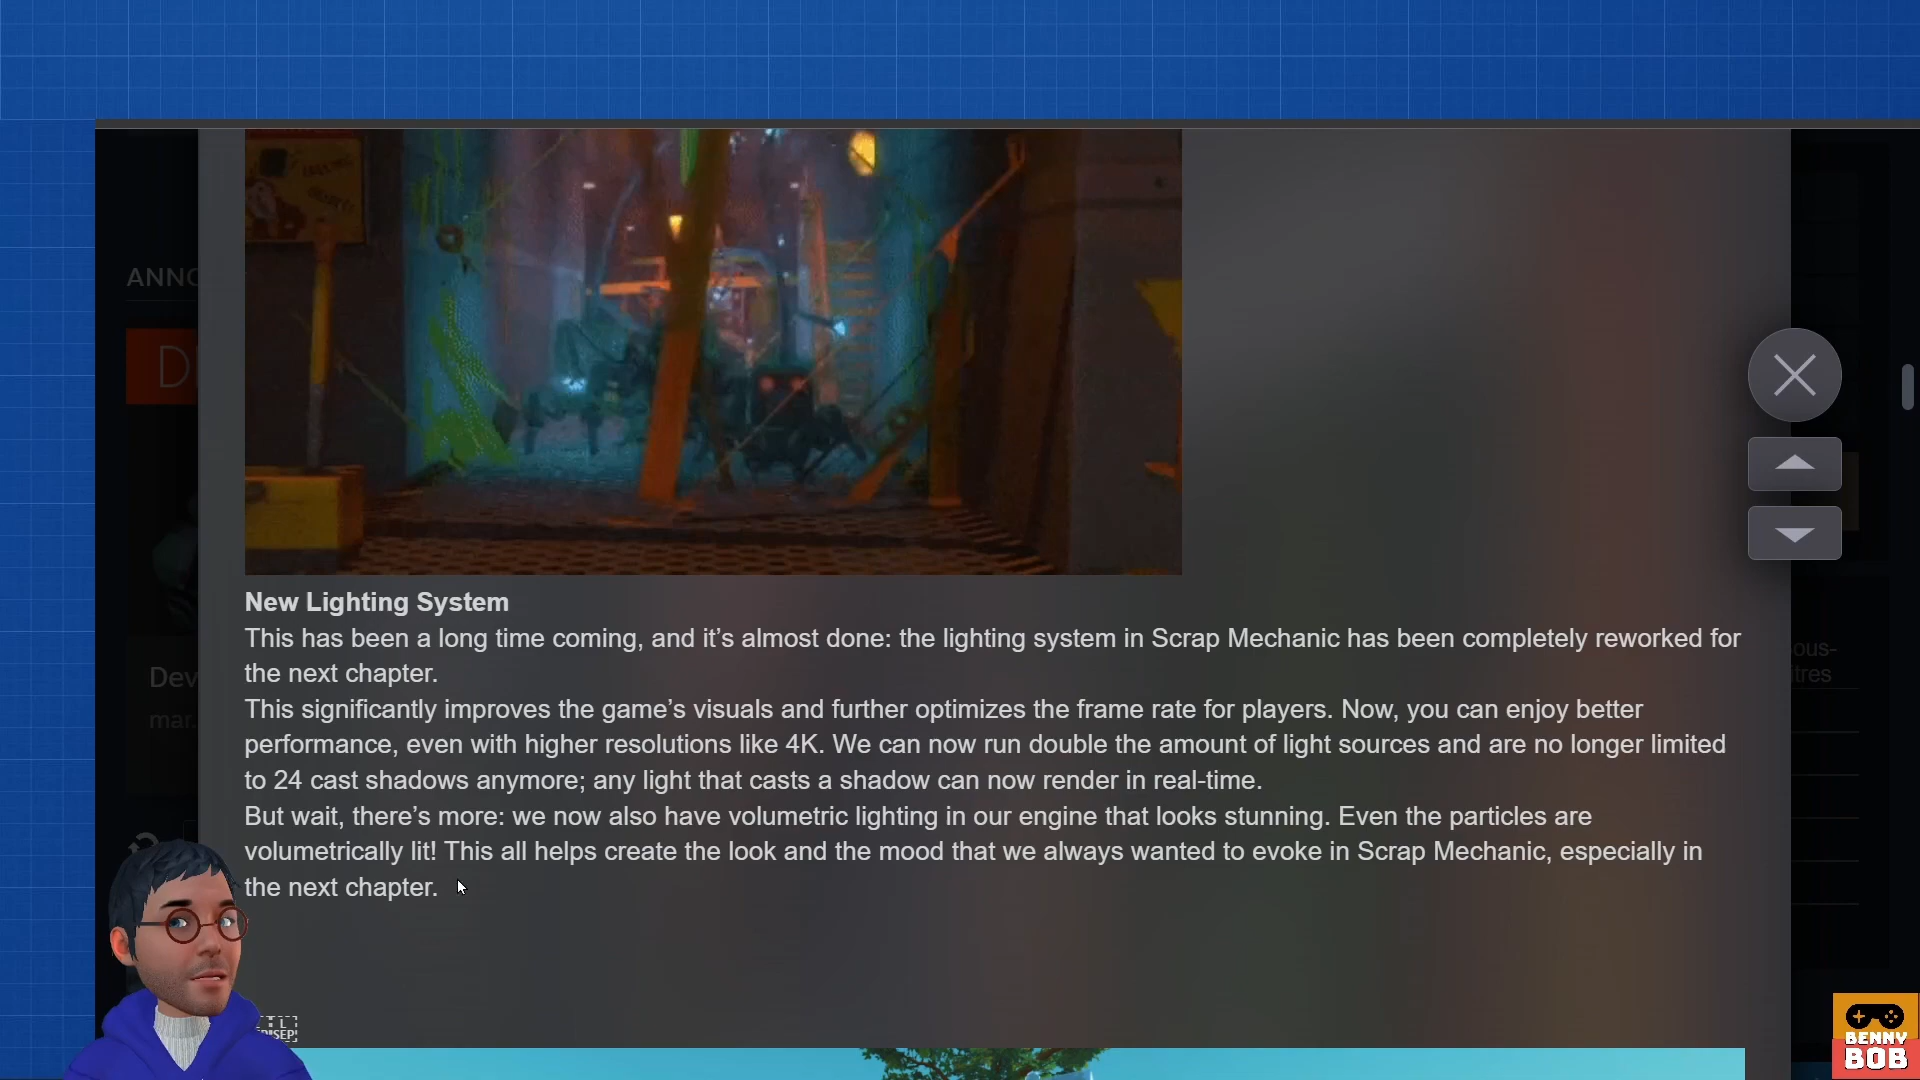 ANNO
D
New Lighting System
This has been a long time coming, and it’s almost done: the lighting system in Scrap Mechanic has been completely reworked for
the next chapter.
This significantly improves the game’s visuals and further optimizes the frame rate for players. Now, you can enjoy better
performance, even with higher resolutions like 4K. We can now run double the amount of light sources and are no longer limited
to 24 cast shadows anymore; any light that casts a shadow can now render in real-time.
But wait, there’s more: we now also have volumetric lighting in our engine that looks stunning. Even the particles are
volumetrically lit! This all helps create the look and the mood that we always wanted to evoke in Scrap Mechanic, especially in
the next chapter.
Dev
mar.
ous-
itres
L
SEP
BENNY
BOB